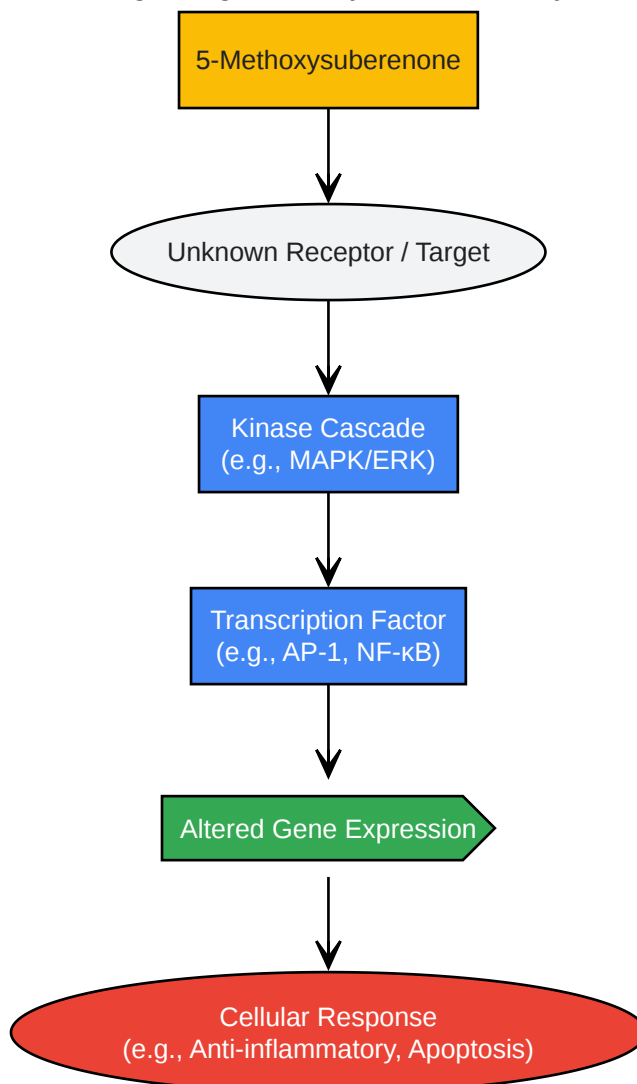 5-Methoxysuberenone
Unknown Receptor / Target
Kinase Cascade
(e.g., MAPK/ERK)
Transcription Factor
(e.g., AP-1, NF-κB)
Altered Gene Expression
Cellular Response
(e.g., Anti-inflammatory, Apoptosis)